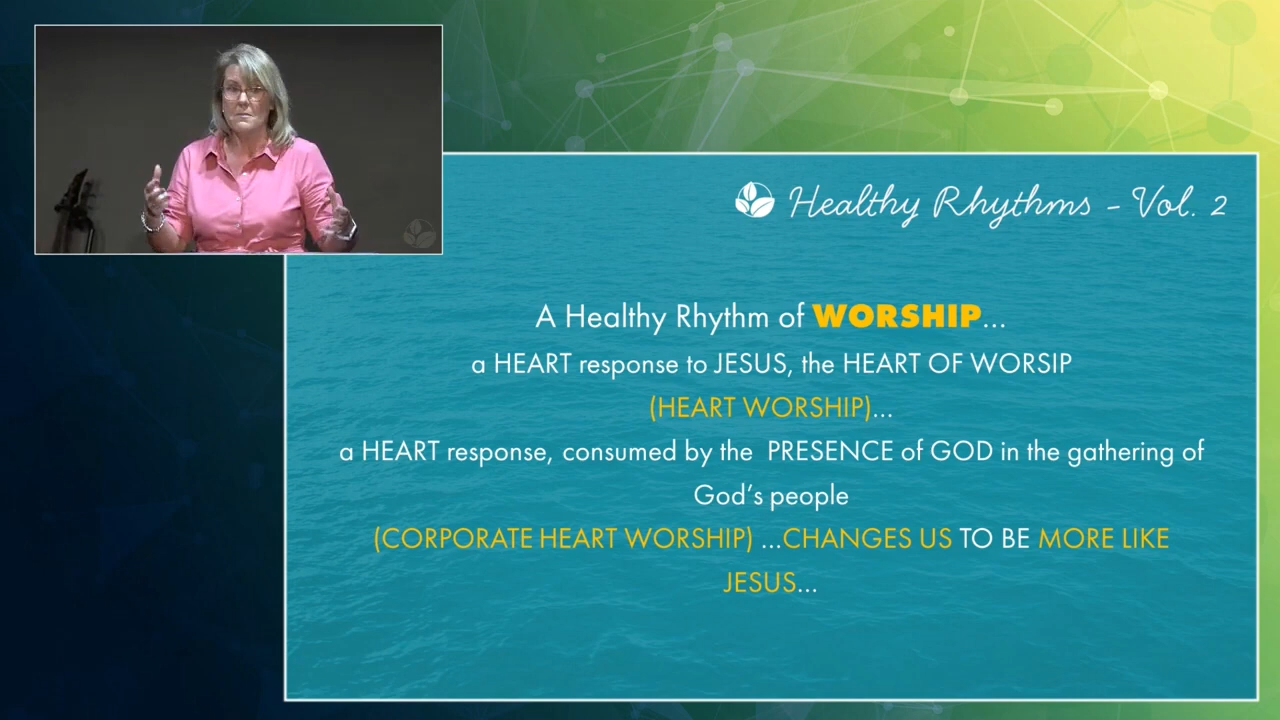 Healthy Rhythms - Vol. 2
A Healthy Rhythm of WORSHIP...
a HEART response to JESUS, the HEART OF WORSIP
(HEART WORSHIP)...
a HEART response, consumed by the  PRESENCE of GOD in the gathering of
God's people
(CORPORATE HEART WORSHIP) ...CHANGES US TO BE MORE LIKE
JESUS...